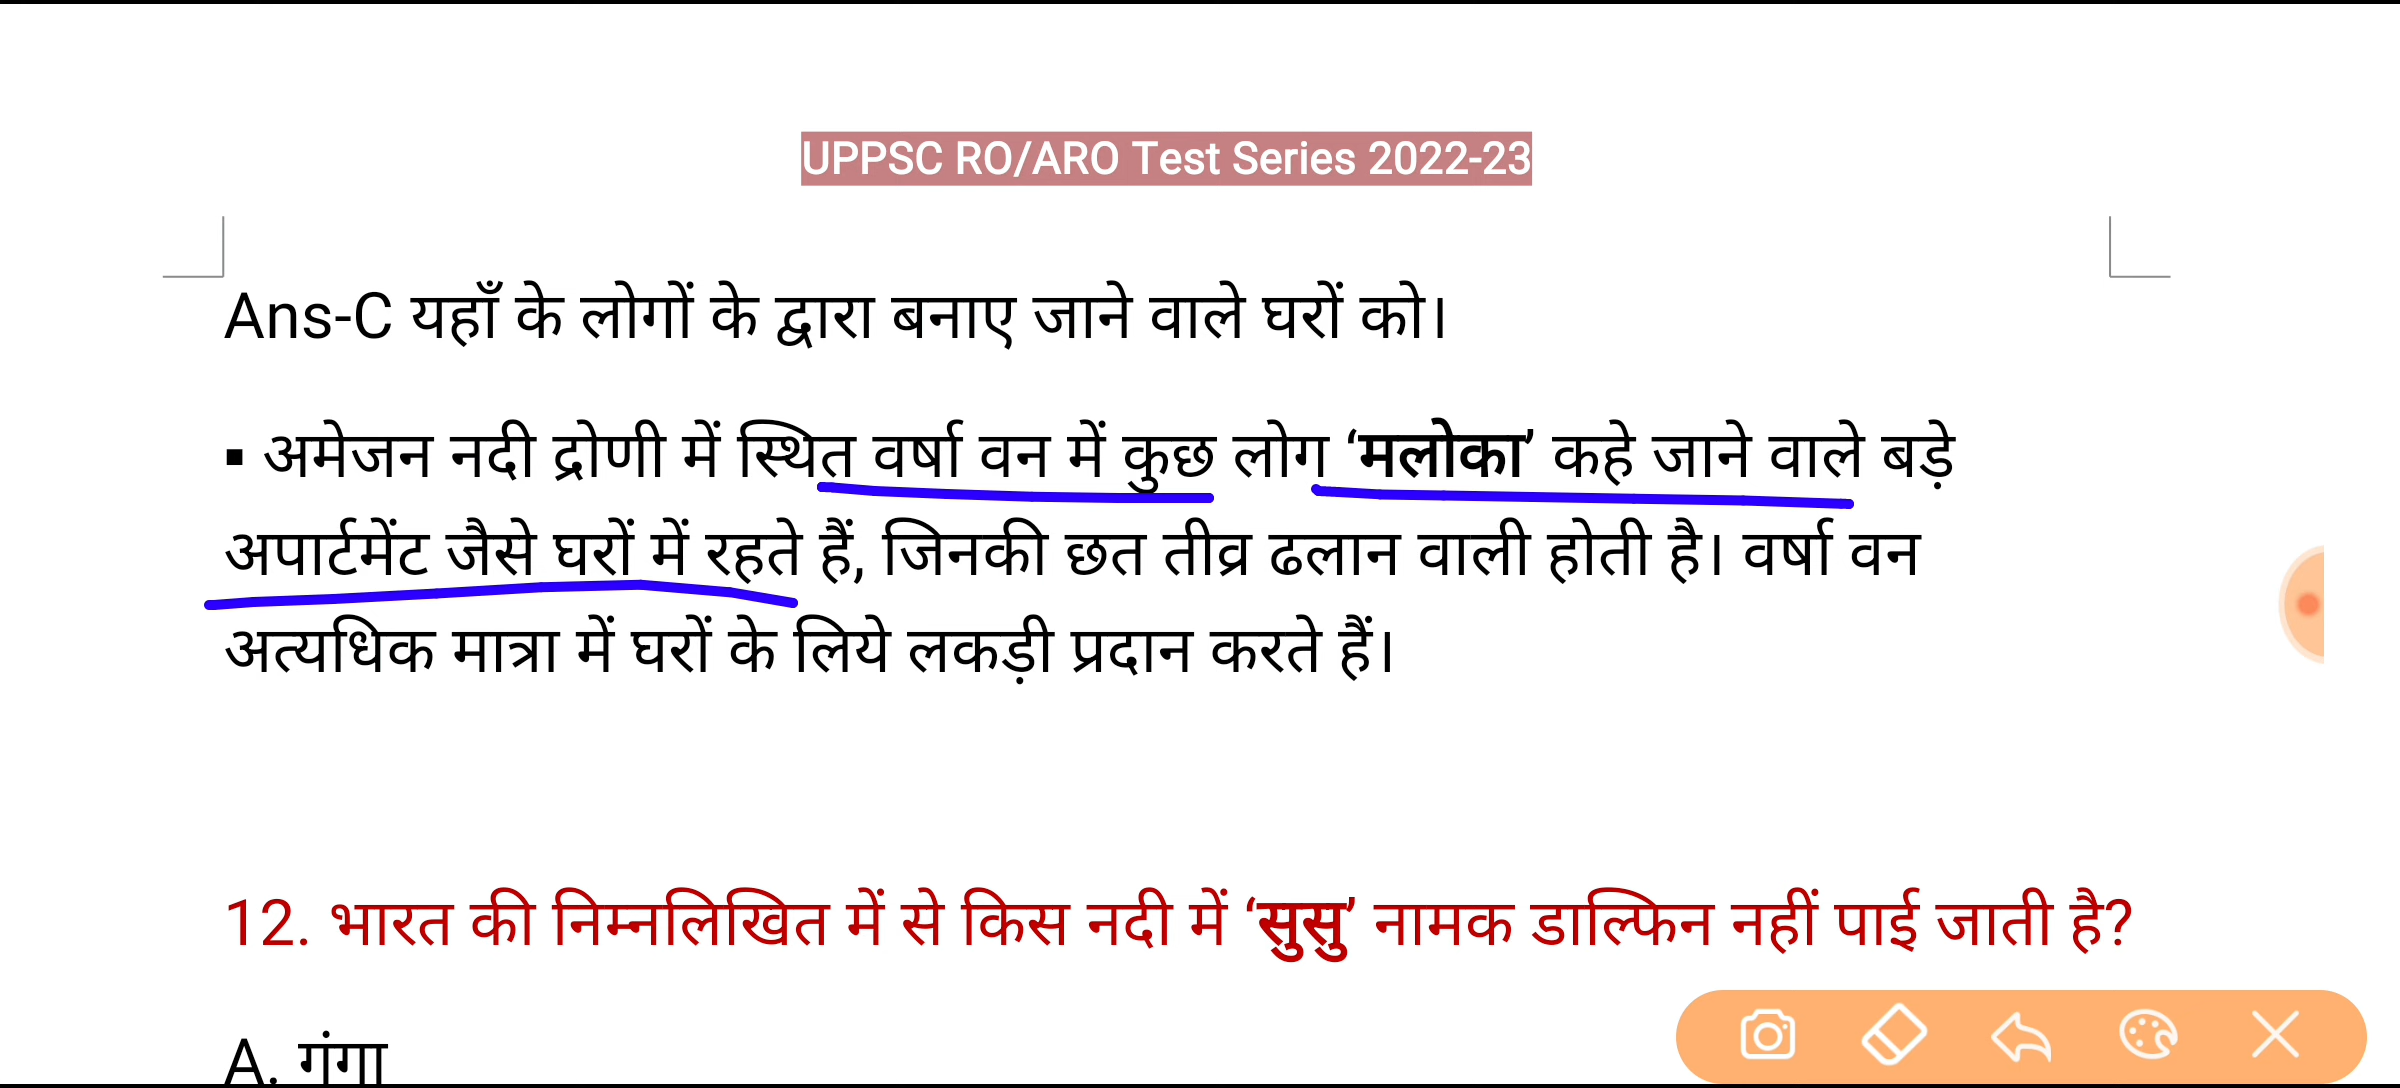 UPPSC RO/ARO Test Series 2022-23
Ans-C यहाँ के लोगों के द्वारा बनाए जाने वाले घरों को।
▪ अमेजन नदी द्रोणी में स्थित वर्षा वन में कुछ लोग ‘मलोका’ कहे जाने वाले बड़े
अपार्टमेंट जैसे घरों में रहते हैं, जिनकी छत तीव्र ढलान वाली होती है। वर्षा वन
अत्यधिक मात्रा में घरों के लिये लकड़ी प्रदान करते हैं।
12. भारत की निम्नलिखित में से किस नदी में ‘सुसु’ नामक डाल्फिन नहीं पाई जाती है?
A. गंगा